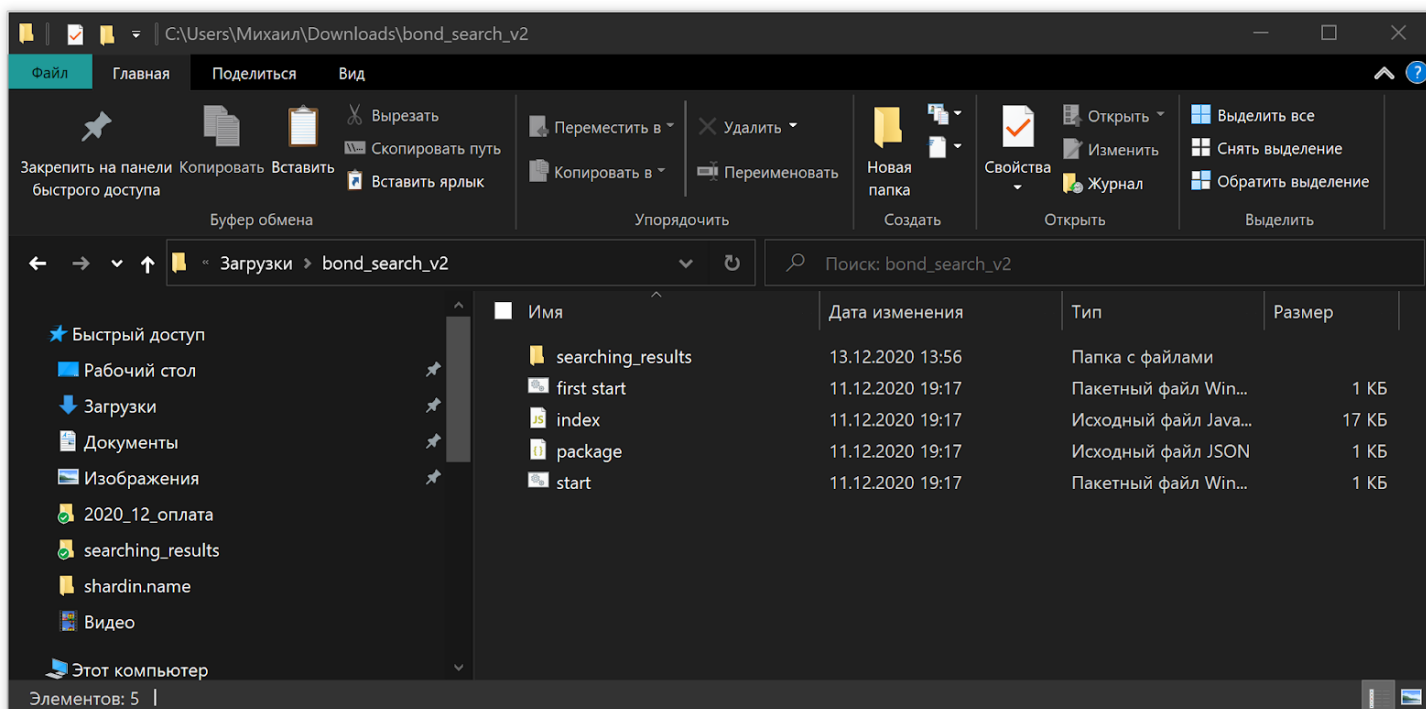 C:\Users\Михаил\Downloads\bond_search_v2
Файл Главная Поделиться Вид
Закрепить на панели быстрого доступа
Копировать
Вставить
Вырезать
Скопировать путь
Вставить ярлык
Буфер обмена
Переместить в
Копировать в
Удалить
Переименовать
Упорядочить
Новая папка
Создать
Свойства
Открыть
Изменить
Журнал
Открыть
Выделить все
Снять выделение
Обратить выделение
Выделить
« Загрузки > bond_search_v2
Поиск: bond_search_v2
Быстрый доступ
Рабочий стол
Загрузки
Документы
Изображения
2020_12_оплата
searching_results
shardin.name
Видео
Этот компьютер
Имя Дата изменения Тип Размер
searching_results 13.12.2020 13:56 Папка с файлами
first start 11.12.2020 19:17 Пакетный файл Win... 1 КБ
index 11.12.2020 19:17 Исходный файл Java... 17 КБ
package 11.12.2020 19:17 Исходный файл JSON 1 КБ
start 11.12.2020 19:17 Пакетный файл Win... 1 КБ
Элементов: 5